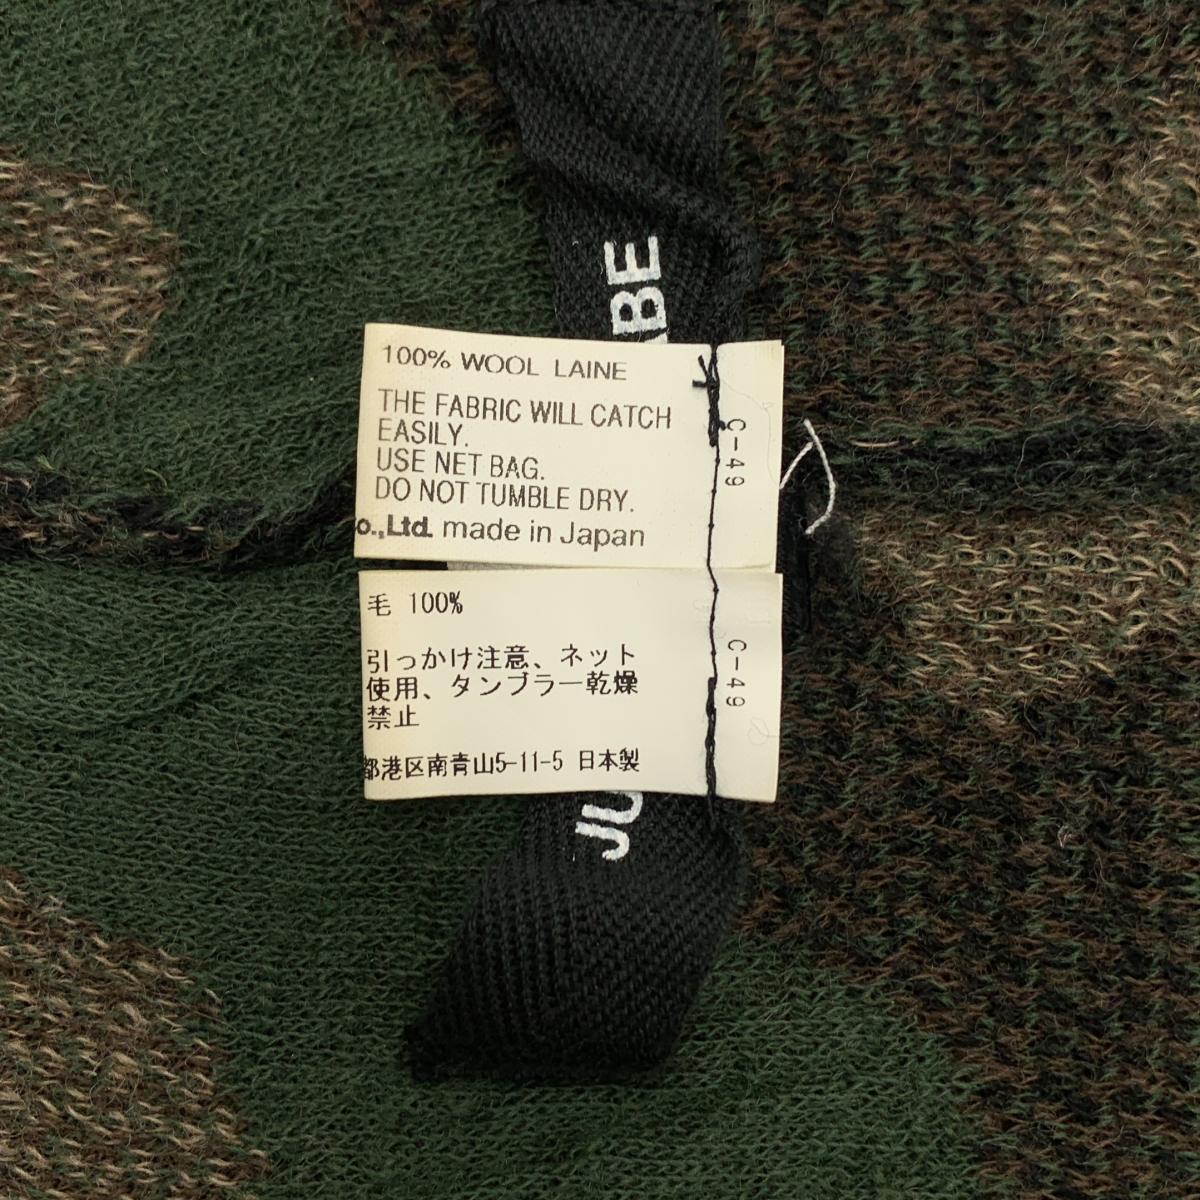 ABE
100% WOOL LAINE
THE FABRIC WILL CATCH
EASILY.
USE NET BAG.
DO NOT TUMBLE DRY.
o.,Ltd. made in Japan
C-49
毛 100%
引っかけ注意、ネット
使用、タンブラー乾燥
禁止
都港区南青山5-11-5 日本製
C-49
JU